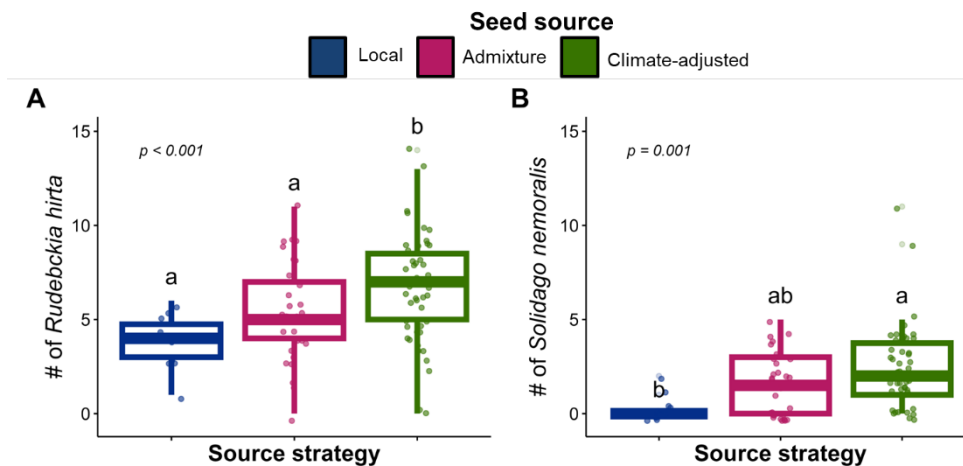 Seed source
Local Admixture Climate-adjusted
A
# of Rudebckia hirta
15
10
5
0
p < 0.001
a
a
b
Source strategy
B
# of Solidago nemoralis
15
10
5
0
p = 0.001
b
ab
a
Source strategy